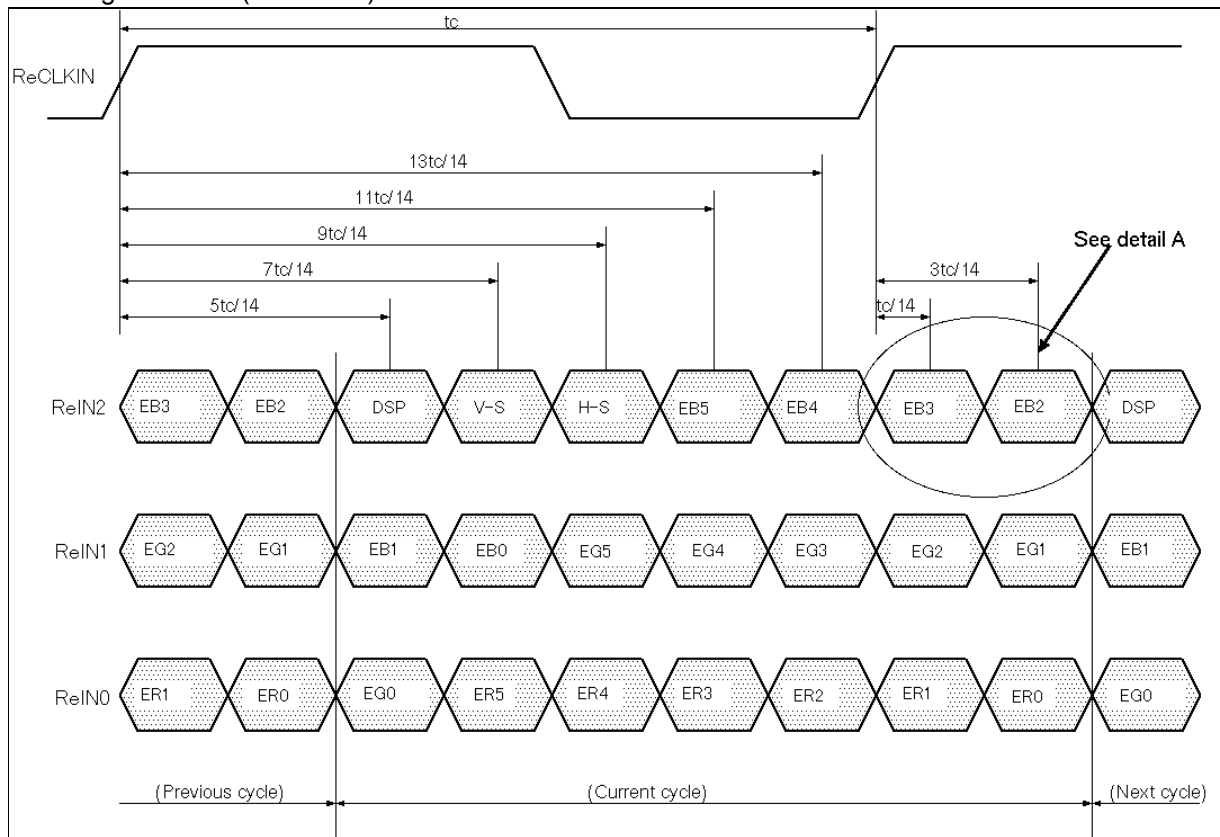 tc
ReCLKIN
13tc/14
11tc/14
9tc/14
7tc/14
5tc/14
See detail A
3tc/14
tc/14
ReIN2 EB3 EB2 DSP V-S H-S EB5 EB4 EB3 EB2 DSP
ReIN1 EG2 EG1 EB1 EB0 EG5 EG4 EG3 EG2 EG1 EB1
ReIN0 ER1 ER0 EG0 ER5 ER4 ER3 ER2 ER1 ER0 EG0
(Previous cycle) (Current cycle) (Next cycle)